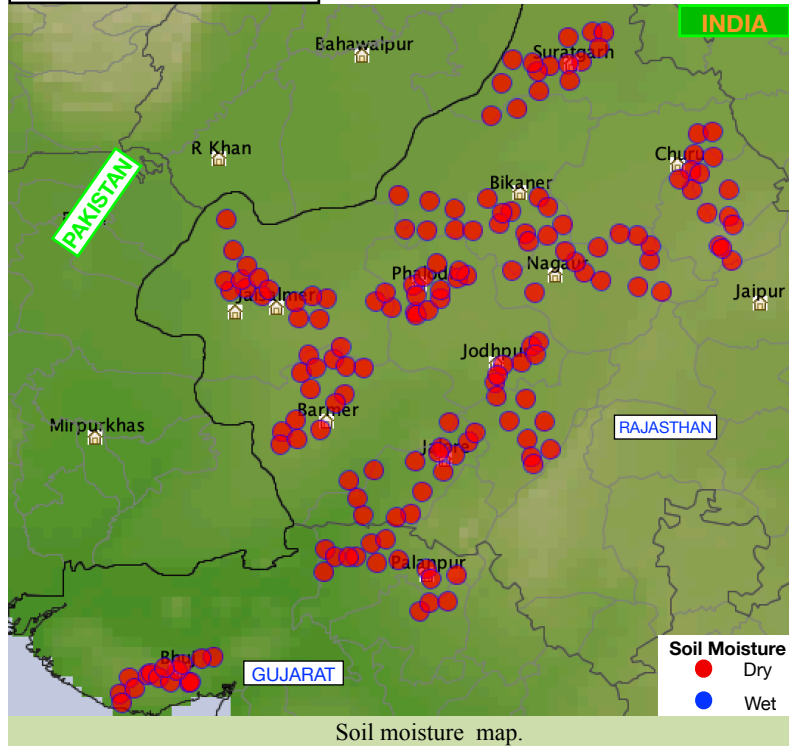 INDIA
Bahawalpur
Suratgarh
R Khan
Churu
PAKISTAN
Bikaner
Phalodi
Nagaur
Jaisalmer
Jaipur
Jodhpur
Barmer
Mirpurkhas
RAJASTHAN
Jalore
Palanpur
Bhuj
GUJARAT
Soil Moisture
Dry
Wet
Soil moisture map.